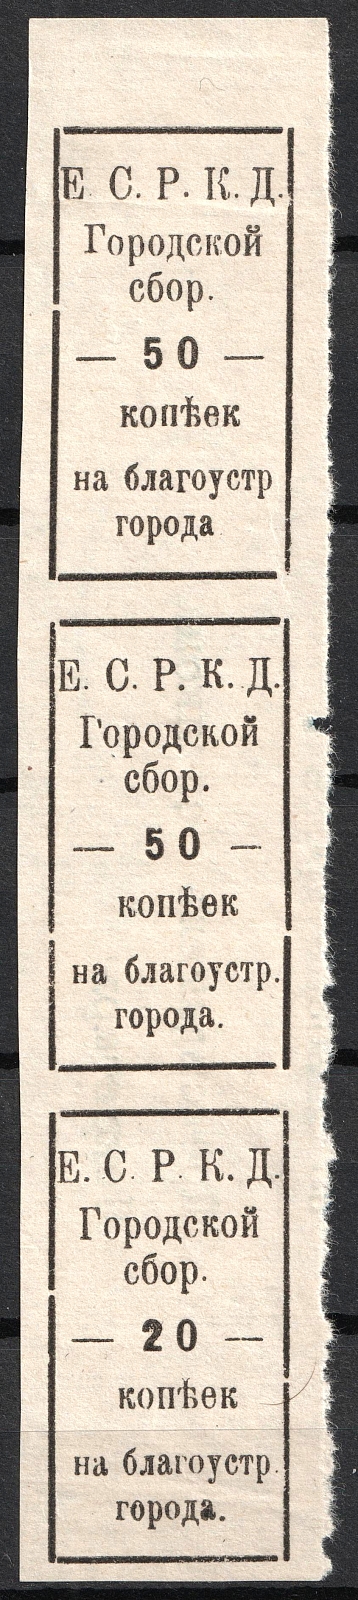 Е. С. Р. К. Д.
Городской
сбор.
— 50 —
копѣек
на благоустр
города
Е. С. Р. К. Д.
Городской
сбор.
— 50 —
копѣек
на благоустр.
города.
Е. С. Р. К. Д.
Городской
сбор.
— 20 —
копѣек
на благоустр.
города.